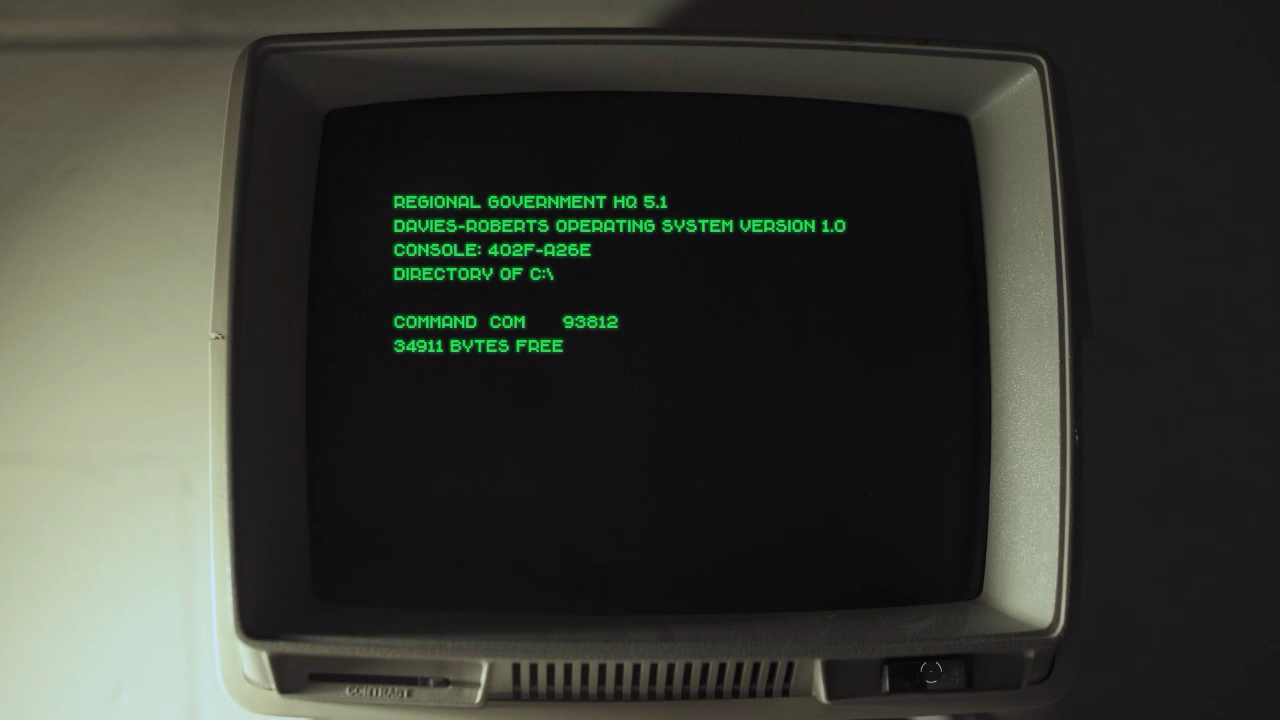 REGIONAL GOVERNMENT HQ 5.1
DAVIES-ROBERTS OPERATING SYSTEM VERSION 1.0
CONSOLE: 402F-A26E
DIRECTORY OF C:\
COMMAND COM 93812
34911 BYTES FREE
CONTRAST